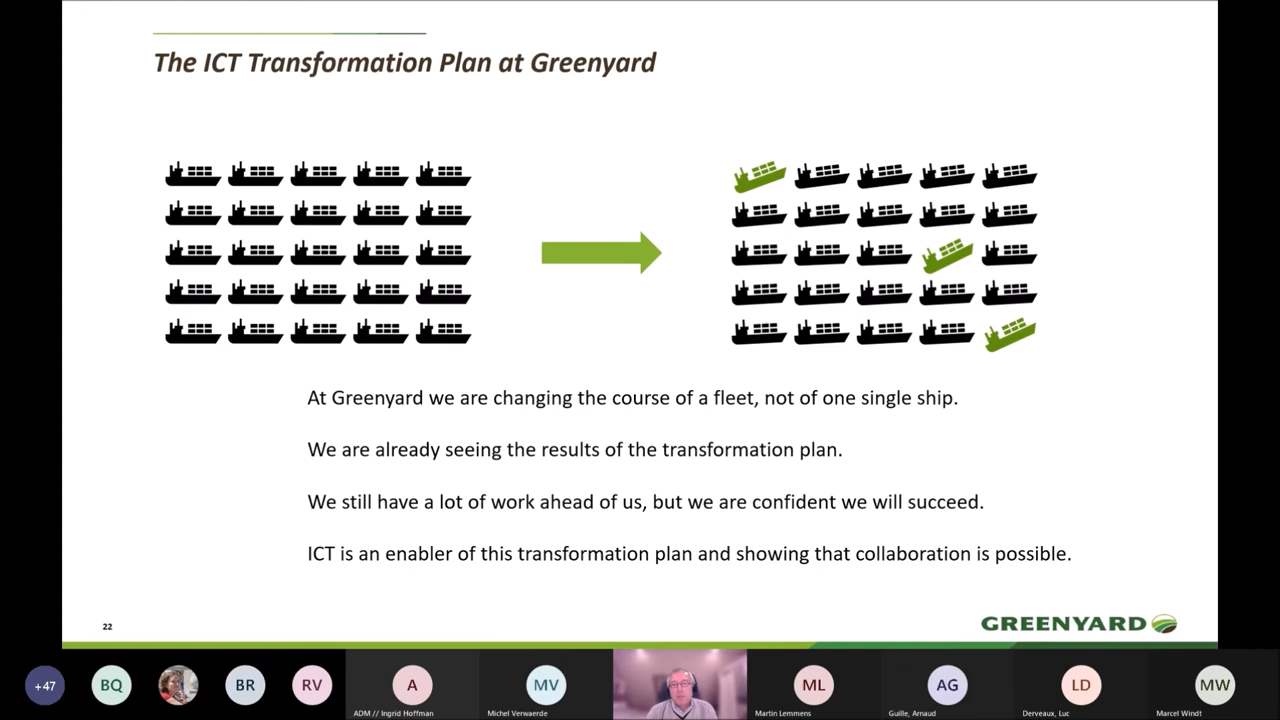 The ICT Transformation Plan at Greenyard
At Greenyard we are changing the course of a fleet, not of one single ship.
We are already seeing the results of the transformation plan.
We still have a lot of work ahead of us, but we are confident we will succeed.
ICT is an enabler of this transformation plan and showing that collaboration is possible.
22
GREENYARD
+47
BQ
BR
RV
A
MV
ML
AG
LD
MW
ADM // Ingrid Hoffman
Michel Verwaerde
Martin Lemmens
Guille, Arnaud
Derveaux, Luc
Marcel Windt